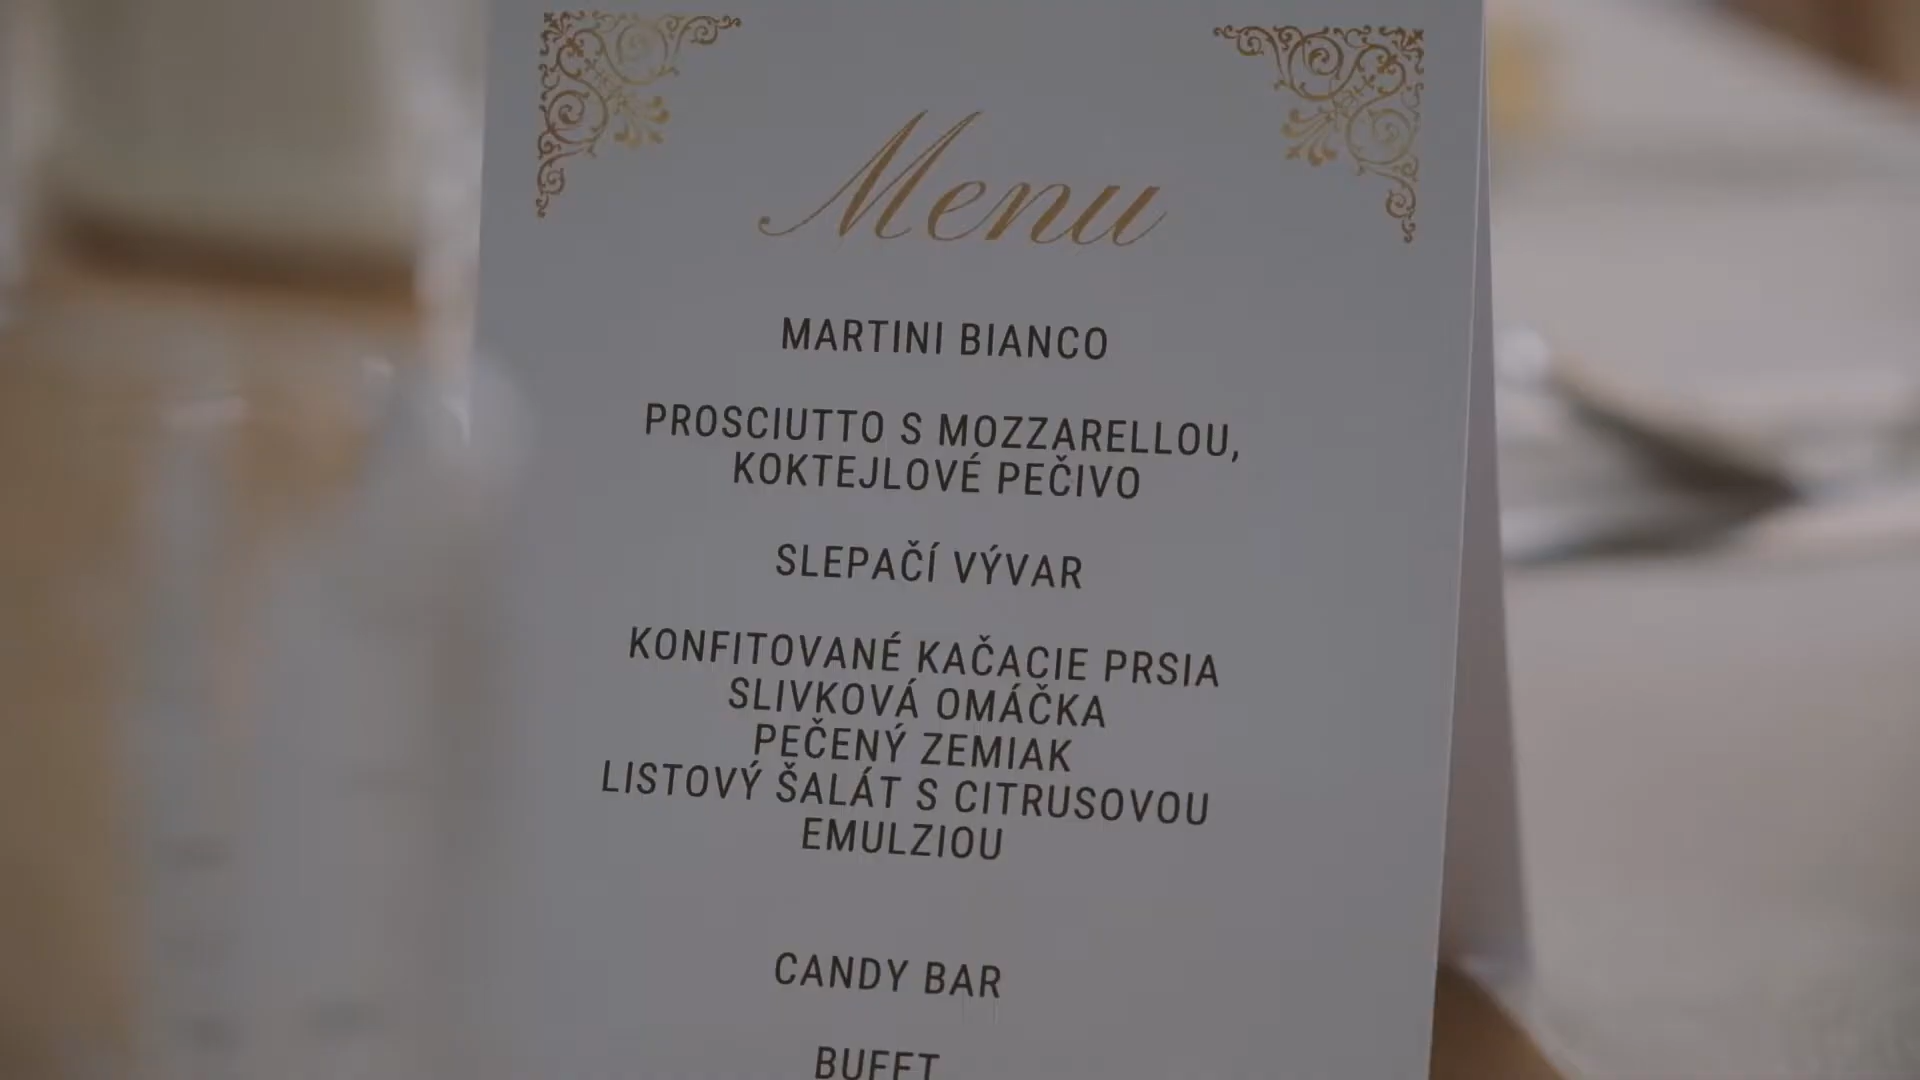 Menu
MARTINI BIANCO
PROSCIUTTO S MOZZARELLOU,
KOKTEJLOVÉ PEČIVO
SLEPAČÍ VÝVAR
KONFITOVANÉ KAČACIE PRSIA
SLIVKOVÁ OMÁČKA
PEČENÝ ZEMIAK
LISTOVÝ ŠALÁT S CITRUSOVOU
EMULZIOU
CANDY BAR
BUFET